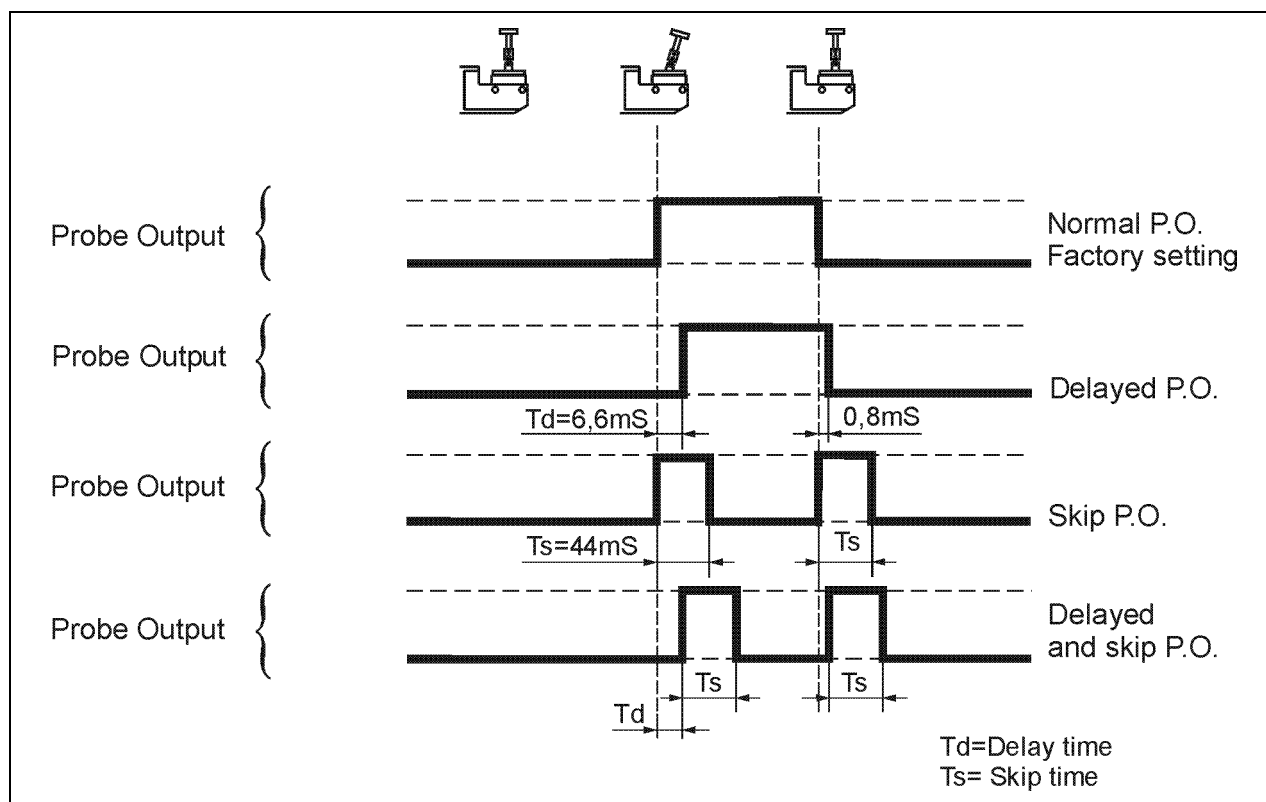 Probe Output
Normal P.O.
Factory setting
Probe Output
Delayed P.O.
Td=6,6mS
0,8mS
Probe Output
Skip P.O.
Ts=44mS
Ts
Probe Output
Delayed
and skip P.O.
Ts
Ts
Td
Td=Delay time
Ts= Skip time